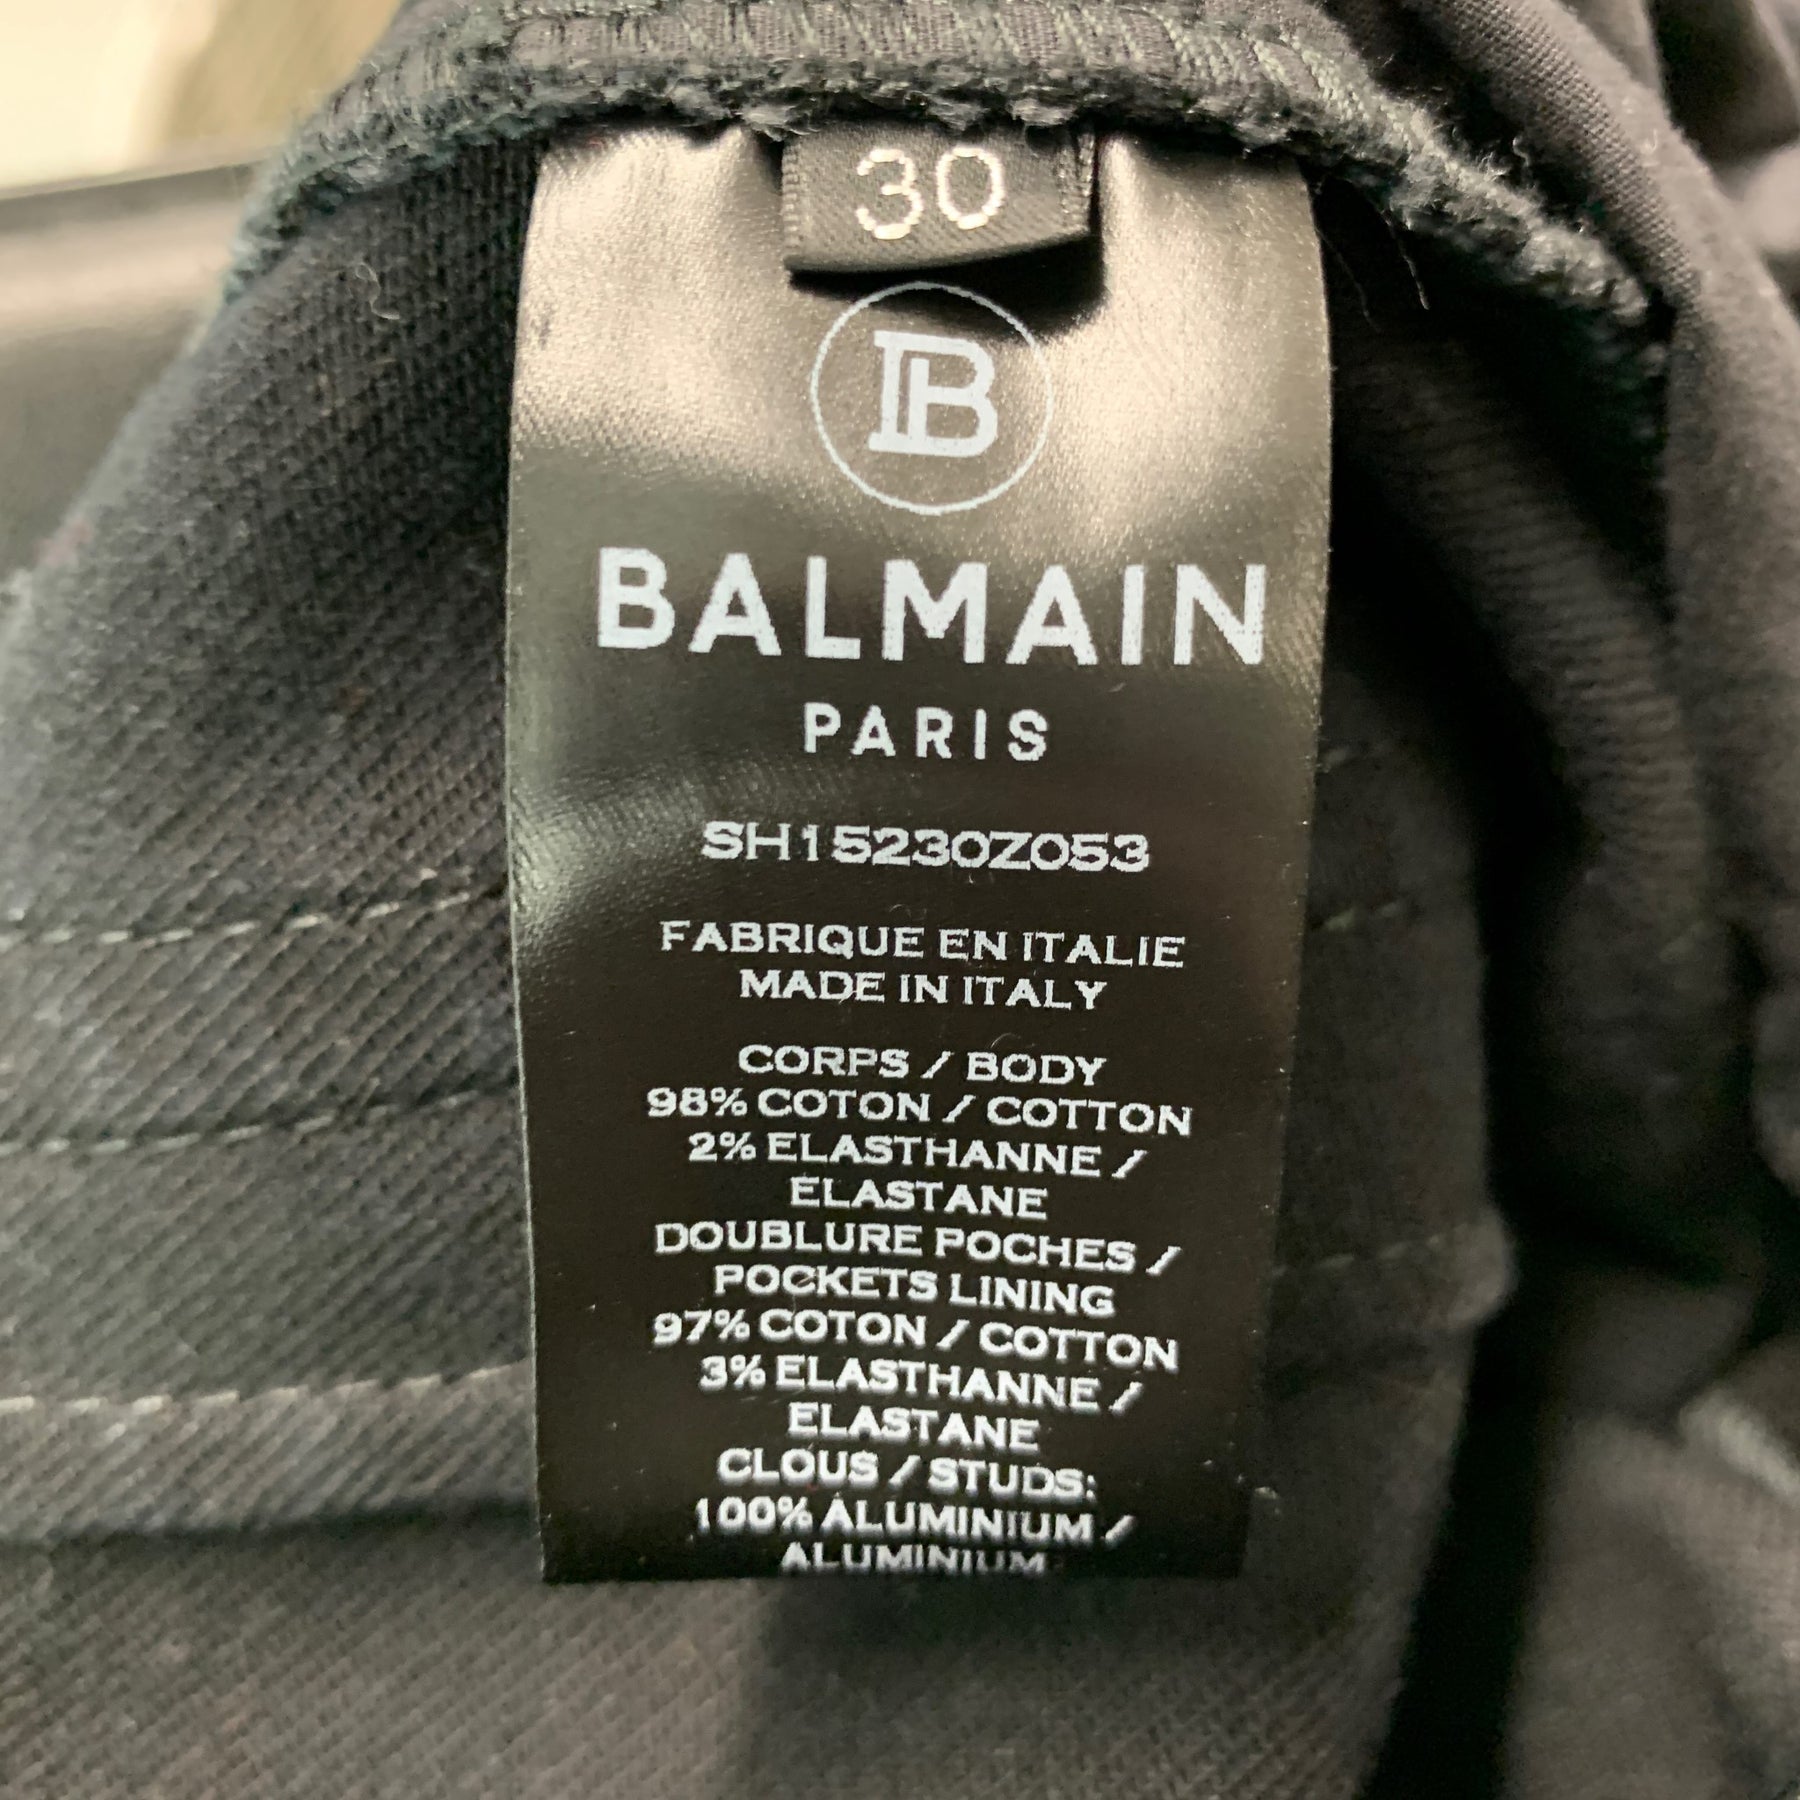 30
B
BALMAIN
PARIS
SH15230Z053
FABRIQUE EN ITALIE
MADE IN ITALY
CORPS / BODY
98% COTON / COTTON
2% ELASTHANNE /
ELASTANE
DOUBLURE POCHES /
POCKETS LINING
97% COTON / COTTON
3% ELASTHANNE /
ELASTANE
CLOUS / STUDS:
100% ALUMINIUM /
ALUMINIUM